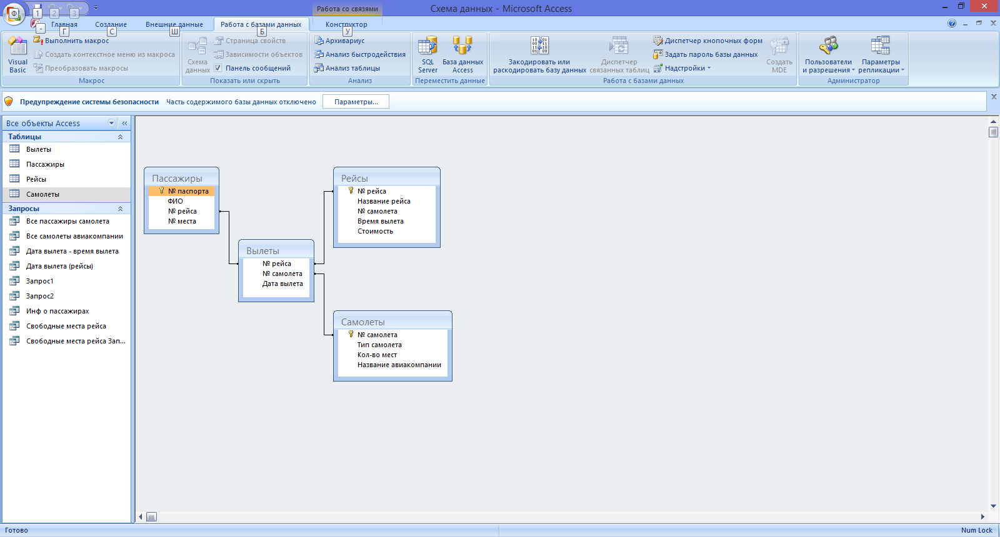 Работа со связями
Схема данных - Microsoft Access
Ф
1
2
3
Главная
Создание
Внешние данные
Работа с базами данных
Конструктор
-
Г
С
Ш
Б
У
Visual Basic
Выполнить макрос
Создать контекстное меню из макроса
Преобразовать макросы
Макрос
Схема данных
Страница свойств
Зависимости объектов
Панель сообщений
Показать или скрыть
Архивариус
Анализ быстродействия
Анализ таблицы
Анализ
SQL Server
База данных Access
Переместить данные
Закодировать или раскодировать базу данных
Диспетчер связанных таблиц
Диспетчер кнопочных форм
Задать пароль базы данных
Надстройки
Создать MDE
Работа с базами данных
Пользователи и разрешения
Параметры репликации
Администратор
Предупреждение системы безопасности
Часть содержимого базы данных отключено
Параметры...
Все объекты Access
Таблицы
Вылеты
Пассажиры
Рейсы
Самолеты
Запросы
Все пассажиры самолета
Все самолеты авиакомпании
Дата вылета - время вылета
Дата вылета (рейсы)
Запрос1
Запрос2
Инф о пассажирах
Свободные места рейса
Свободные места рейса Зап...
Пассажиры
№ паспорта
ФИО
№ рейса
№ места
Вылеты
№ рейса
№ самолета
Дата вылета
Рейсы
№ рейса
Название рейса
№ самолета
Время вылета
Стоимость
Самолеты
№ самолета
Тип самолета
Кол-во мест
Название авиакомпании
Готово
Num Lock